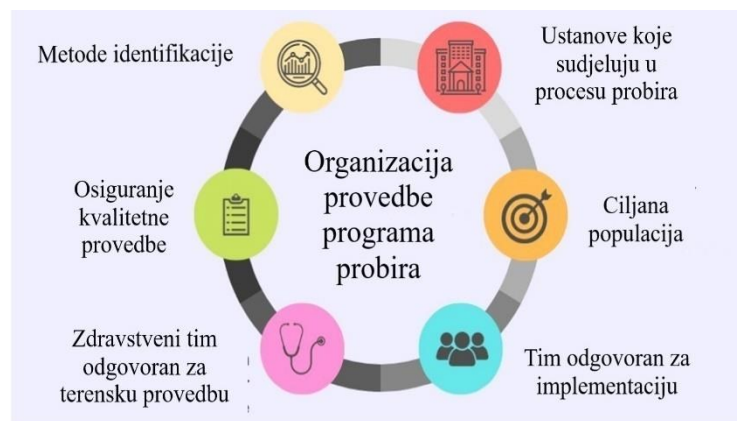 Organizacija
provedbe
programa
probira
Ustanove koje
sudjeluju u
procesu probira
Ciljana
populacija
Tim odgovoran za
implementaciju
Zdravstveni tim
odgovoran za
terensku provedbu
Osiguranje
kvalitetne
provedbe
Metode identifikacije